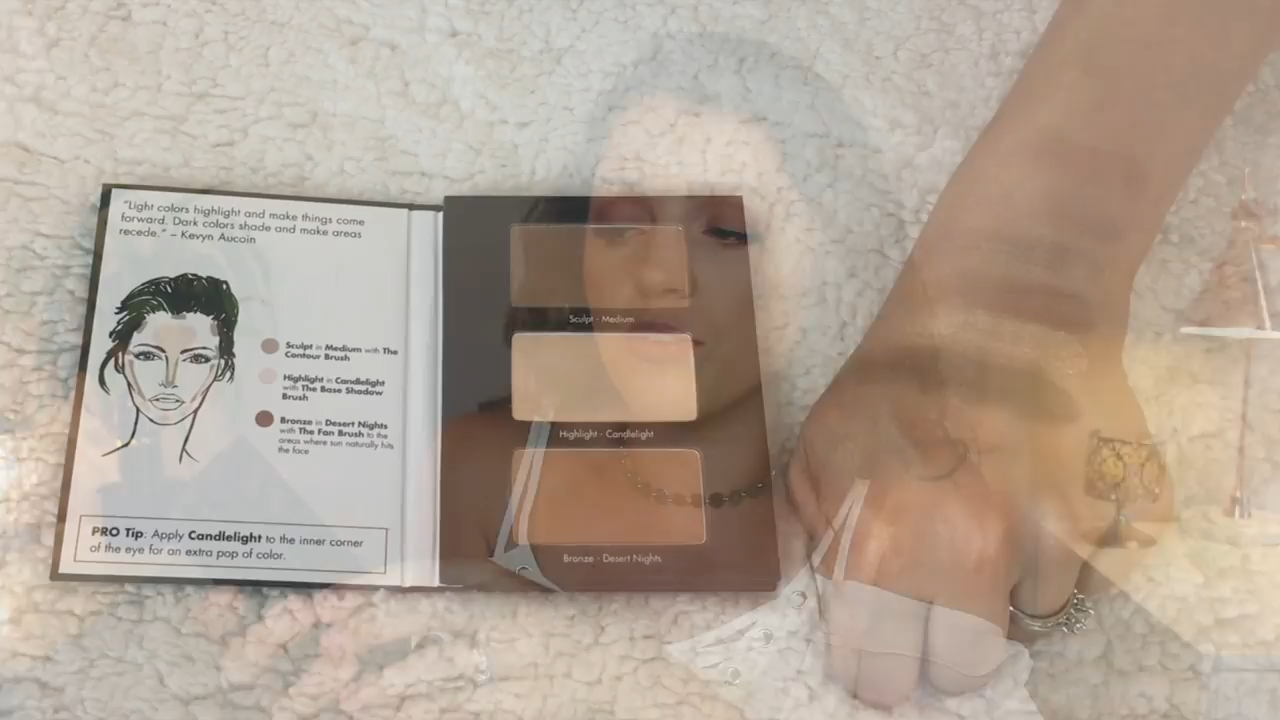 “Light colors highlight and make things come
forward. Dark colors shade and make areas
recede.” – Kevyn Aucoin
Sculpt in Medium with The
Contour Brush
Highlight in Candlelight
with The Base Shadow
Brush
Bronze in Desert Nights
with The Fan Brush to the
areas where sun naturally hits
the face
PRO Tip: Apply Candlelight to the inner corner
of the eye for an extra pop of color.
Sculpt - Medium
Highlight - Candlelight
Bronze - Desert Nights